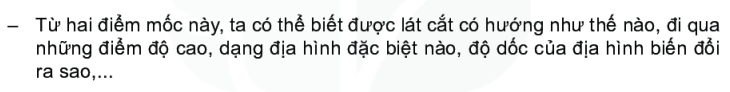 – Từ hai điểm mốc này, ta có thể biết được lát cắt có hướng như thế nào, đi qua
những điểm độ cao, dạng địa hình đặc biệt nào, độ dốc của địa hình biến đổi
ra sao,...